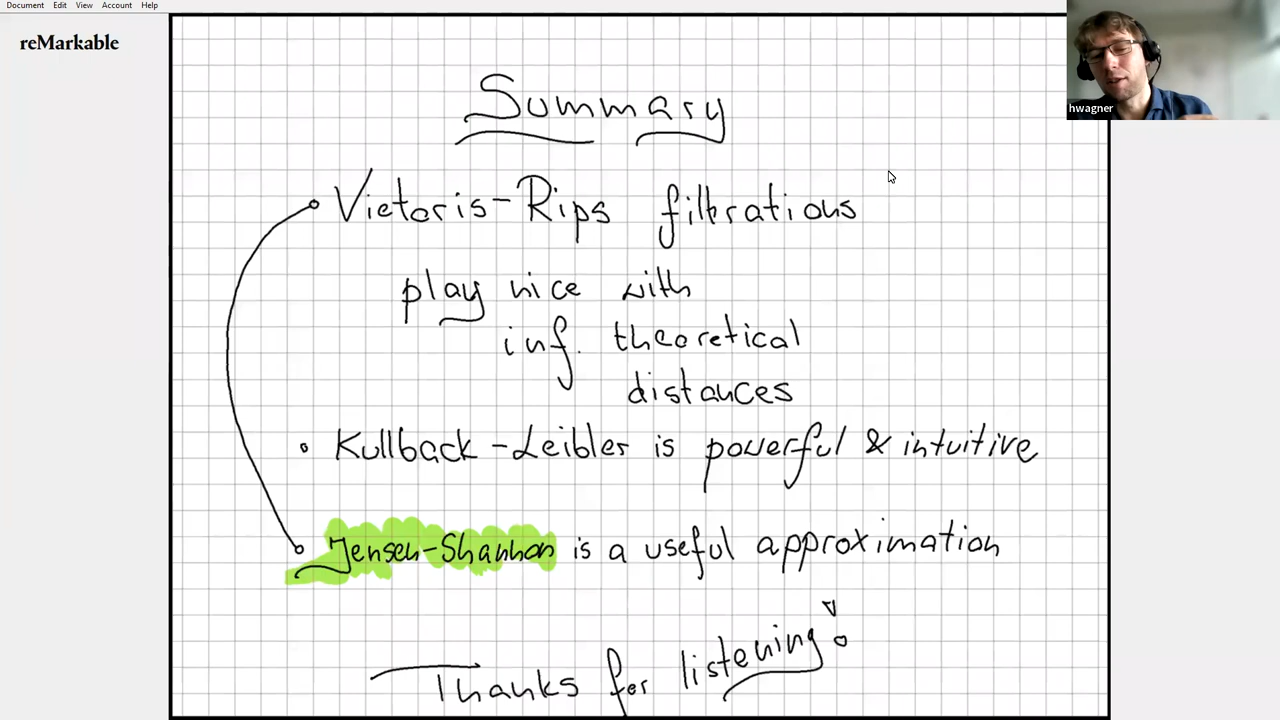 Document Edit View Account Help
reMarkable
hwagner
Summary
Vietoris-Rips filtrations
play nice with
inf. theoretical
distances
Kullback-Leibler is powerful & intuitive
Jensen-Shannon is a useful approximation
Thanks for listening!